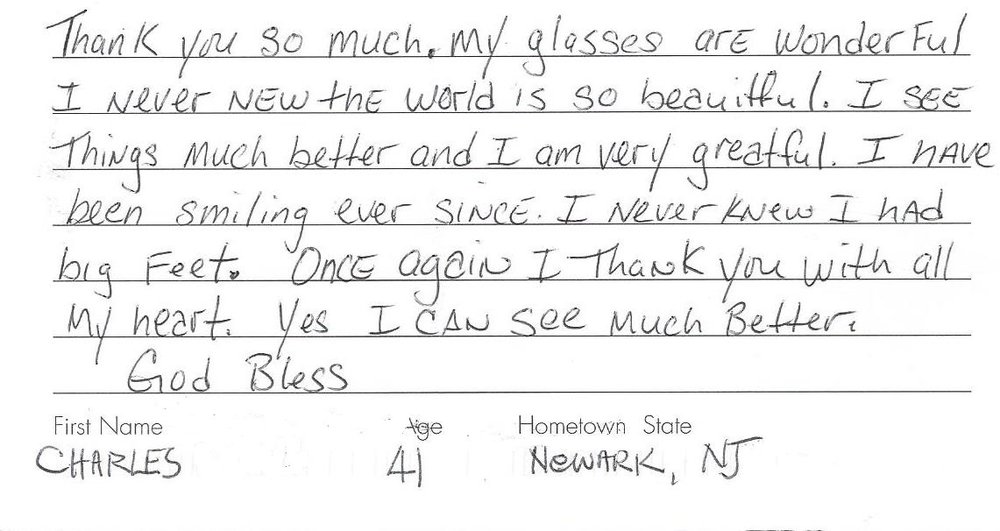 Thank you so much. My glasses are wonderful
I never new the world is so beauitful. I see
things much better and I am very greatful. I have
been smiling ever since. I never knew I had
big feet. Once again I thank you with all
my heart. Yes I can see much better.
God Bless
First Name Age Hometown State
CHARLES 41 NEWARK, NJ